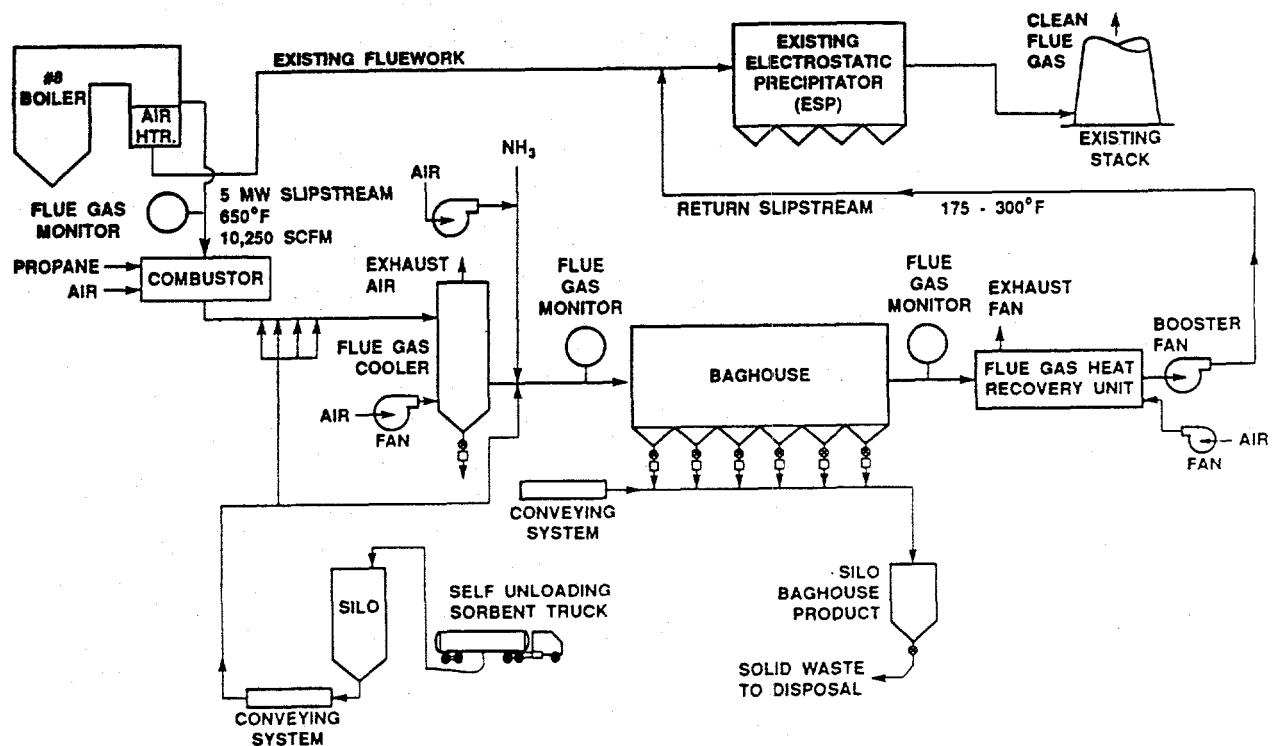 #8
BOILER
AIR
HTR.
EXISTING FLUEWORK
EXISTING
ELECTROSTATIC
PRECIPITATOR
(ESP)
CLEAN
FLUE
GAS
EXISTING
STACK
FLUE GAS
MONITOR
5 MW SLIPSTREAM
650°F
10,250 SCFM
PROPANE
AIR
COMBUSTOR
AIR
NH3
RETURN SLIPSTREAM
175 - 300°F
EXHAUST
AIR
FLUE GAS
COOLER
AIR
FAN
FLUE
GAS
MONITOR
BAGHOUSE
FLUE
GAS
MONITOR
EXHAUST
FAN
BOOSTER
FAN
FLUE GAS HEAT
RECOVERY UNIT
AIR
FAN
CONVEYING
SYSTEM
SILO
BAGHOUSE
PRODUCT
SOLID WASTE
TO DISPOSAL
SILO
SELF UNLOADING
SORBENT TRUCK
CONVEYING
SYSTEM